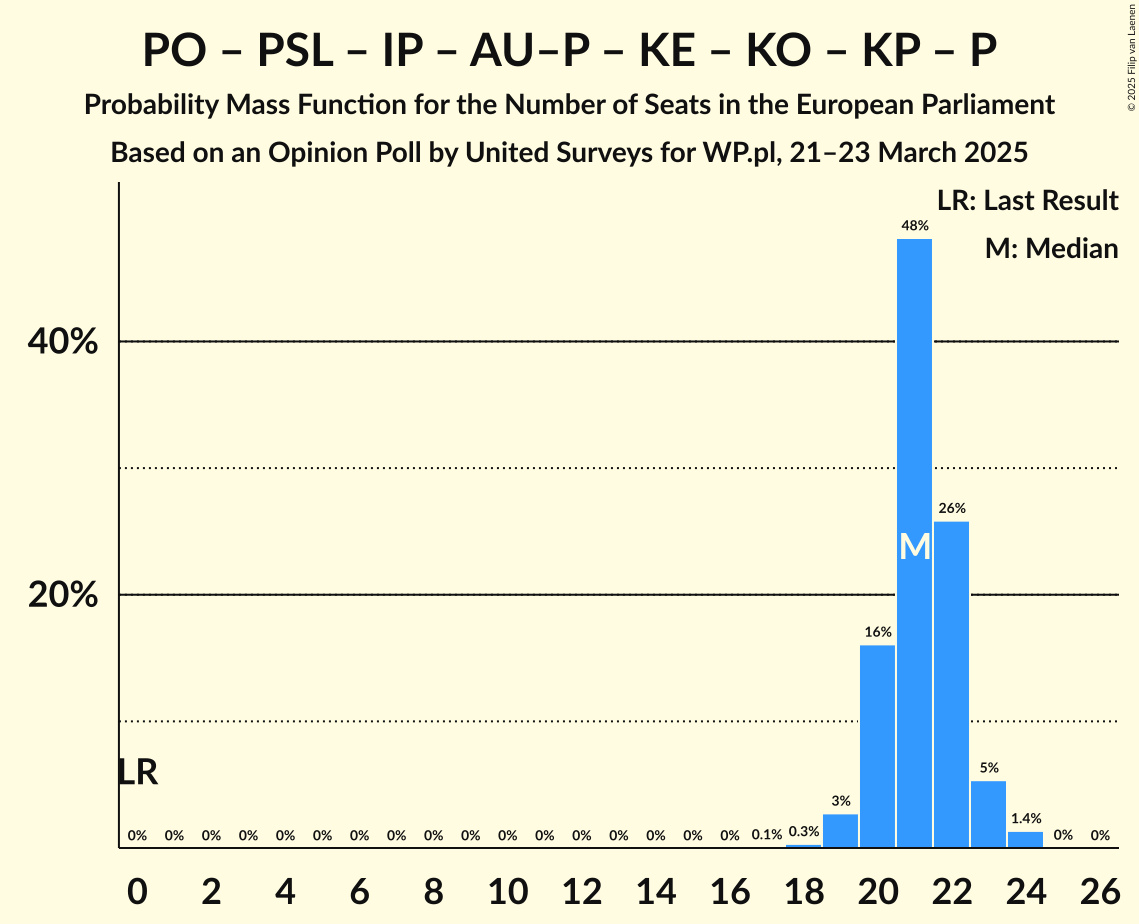 PO – PSL – IP – AU–P – KE – KO – KP – P
Probability Mass Function for the Number of Seats in the European Parliament
Based on an Opinion Poll by United Surveys for WP.pl, 21–23 March 2025
© 2025 Filip van Laenen
LR: Last Result
M: Median
48%
40%
26%
M
20%
16%
LR
5%
3%
1.4%
0% 0% 0% 0% 0% 0% 0% 0% 0% 0% 0% 0% 0% 0% 0% 0% 0% 0.1% 0.3% 0% 0%
0 2 4 6 8 10 12 14 16 18 20 22 24 26